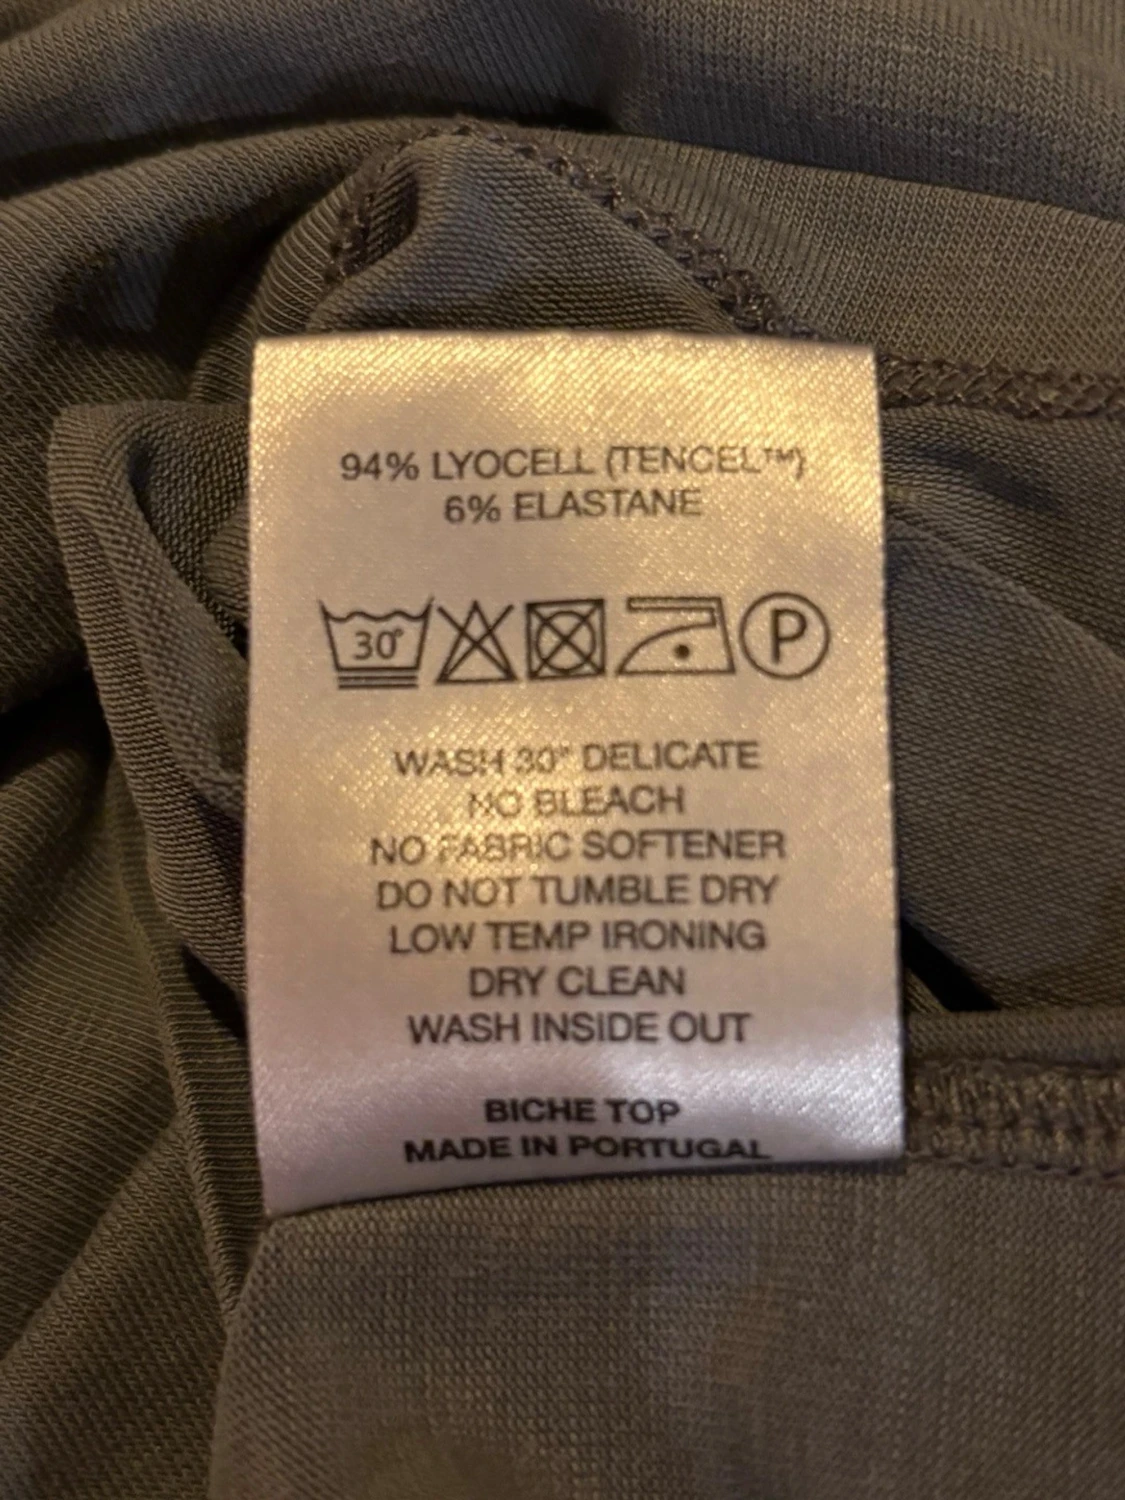 94% LYOCELL (TENCEL™)
6% ELASTANE
30° P
WASH 30° DELICATE
NO BLEACH
NO FABRIC SOFTENER
DO NOT TUMBLE DRY
LOW TEMP IRONING
DRY CLEAN
WASH INSIDE OUT
BICHE TOP
MADE IN PORTUGAL